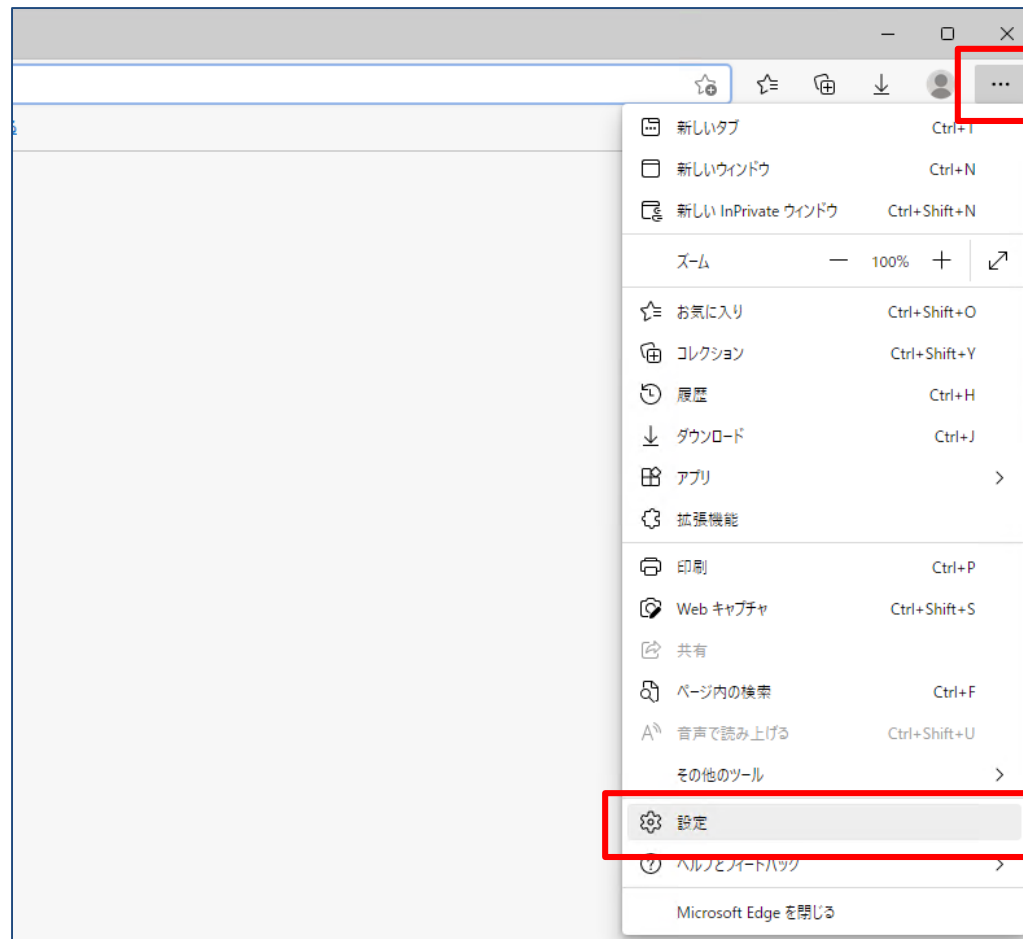 新しいタブ Ctrl+T
新しいウィンドウ Ctrl+N
新しい InPrivate ウィンドウ Ctrl+Shift+N
ズーム 100%
お気に入り Ctrl+Shift+O
コレクション Ctrl+Shift+Y
履歴 Ctrl+H
ダウンロード Ctrl+J
アプリ
拡張機能
印刷 Ctrl+P
Web キャプチャ Ctrl+Shift+S
共有
ページ内の検索 Ctrl+F
音声で読み上げる Ctrl+Shift+U
その他のツール
設定
ヘルプとフィードバック
Microsoft Edge を閉じる